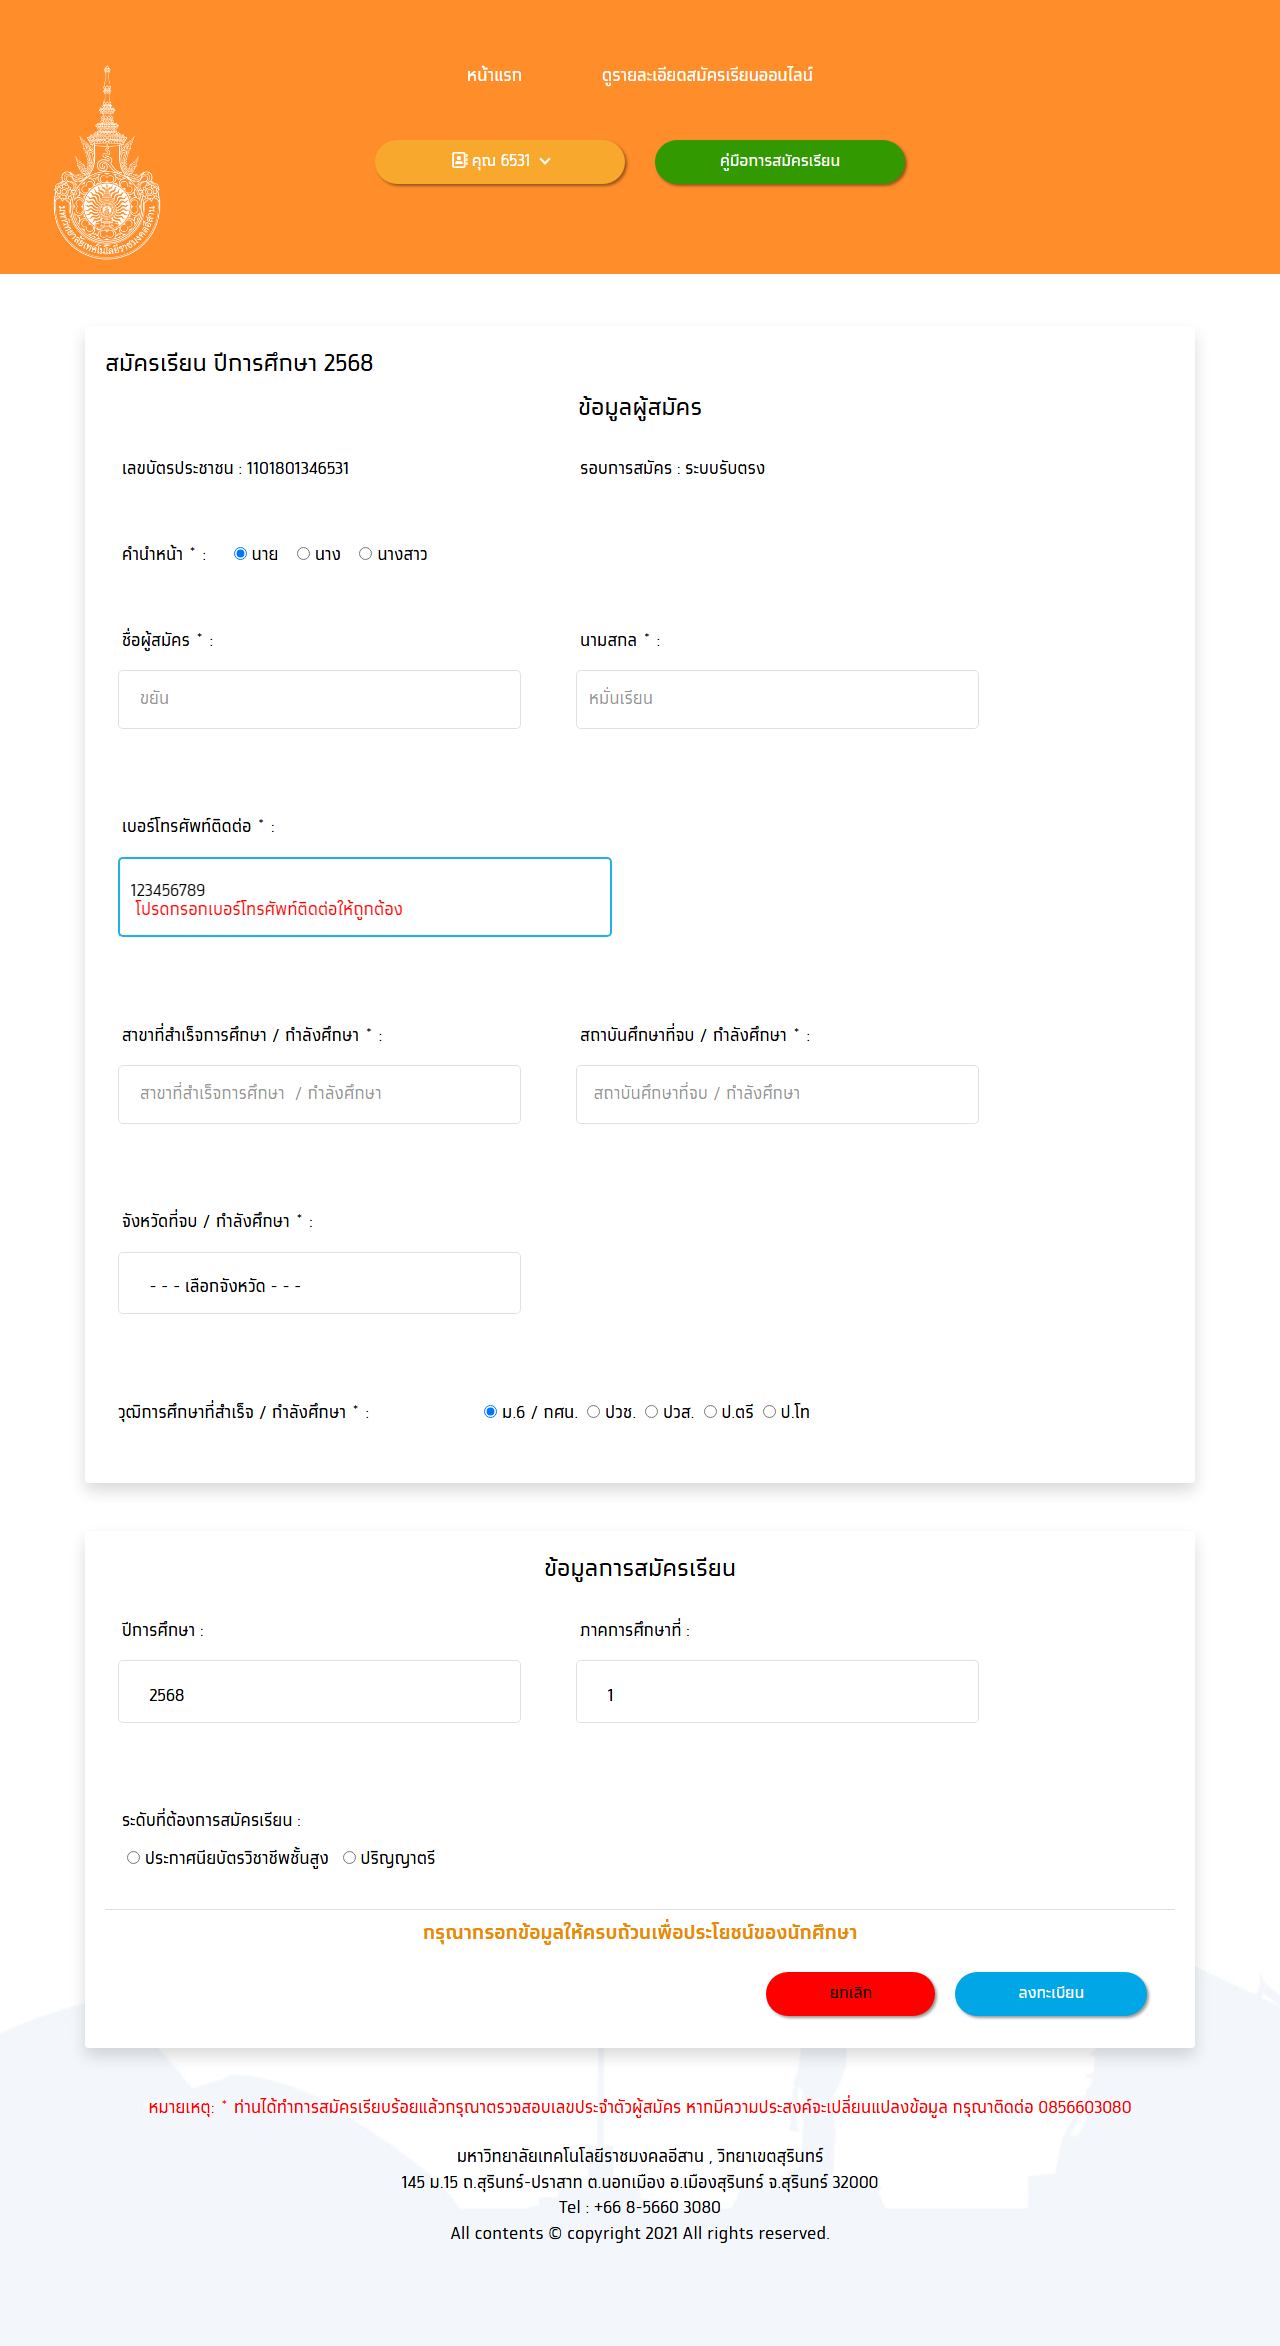 หน้าแรก ดูรายละเอียดสมัครเรียนออนไลน์
คุณ 6531 คู่มือการสมัครเรียน
มหาวิทยาลัยเทคโนโลยีราชมงคลอีสาน
สมัครเรียน ปีการศึกษา 2568
ข้อมูลผู้สมัคร
เลขบัตรประชาชน : 1101801346531 รอบการสมัคร : ระบบรับตรง
คำนำหน้า * : นาย นาง นางสาว
ชื่อผู้สมัคร * : นามสกล * :
ขยัน หมั่นเรียน
เบอร์โทรศัพท์ติดต่อ * :
123456789
โปรดกรอกเบอร์โทรศัพท์ติดต่อให้ถูกต้อง
สาขาที่สำเร็จการศึกษา / กำลังศึกษา * : สถาบันศึกษาที่จบ / กำลังศึกษา * :
สาขาที่สำเร็จการศึกษา / กำลังศึกษา สถาบันศึกษาที่จบ / กำลังศึกษา
จังหวัดที่จบ / กำลังศึกษา * :
- - - เลือกจังหวัด - - -
วุฒิการศึกษาที่สำเร็จ / กำลังศึกษา * : ม.6 / กศน. ปวช. ปวส. ป.ตรี ป.โท
ข้อมูลการสมัครเรียน
ปีการศึกษา : ภาคการศึกษาที่ :
2568 1
ระดับที่ต้องการสมัครเรียน :
ประกาศนียบัตรวิชาชีพชั้นสูง ปริญญาตรี
กรุณากรอกข้อมูลให้ครบถ้วนเพื่อประโยชน์ของนักศึกษา
ยกเลิก ลงทะเบียน
หมายเหตุ: * ท่านได้ทำการสมัครเรียบร้อยแล้วกรุณาตรวจสอบเลขประจำตัวผู้สมัคร หากมีความประสงค์จะเปลี่ยนแปลงข้อมูล กรุณาติดต่อ 0856603080
มหาวิทยาลัยเทคโนโลยีราชมงคลอีสาน , วิทยาเขตสุรินทร์
145 ม.15 ถ.สุรินทร์-ปราสาท ต.นอกเมือง อ.เมืองสุรินทร์ จ.สุรินทร์ 32000
Tel : +66 8-5660 3080
All contents © copyright 2021 All rights reserved.